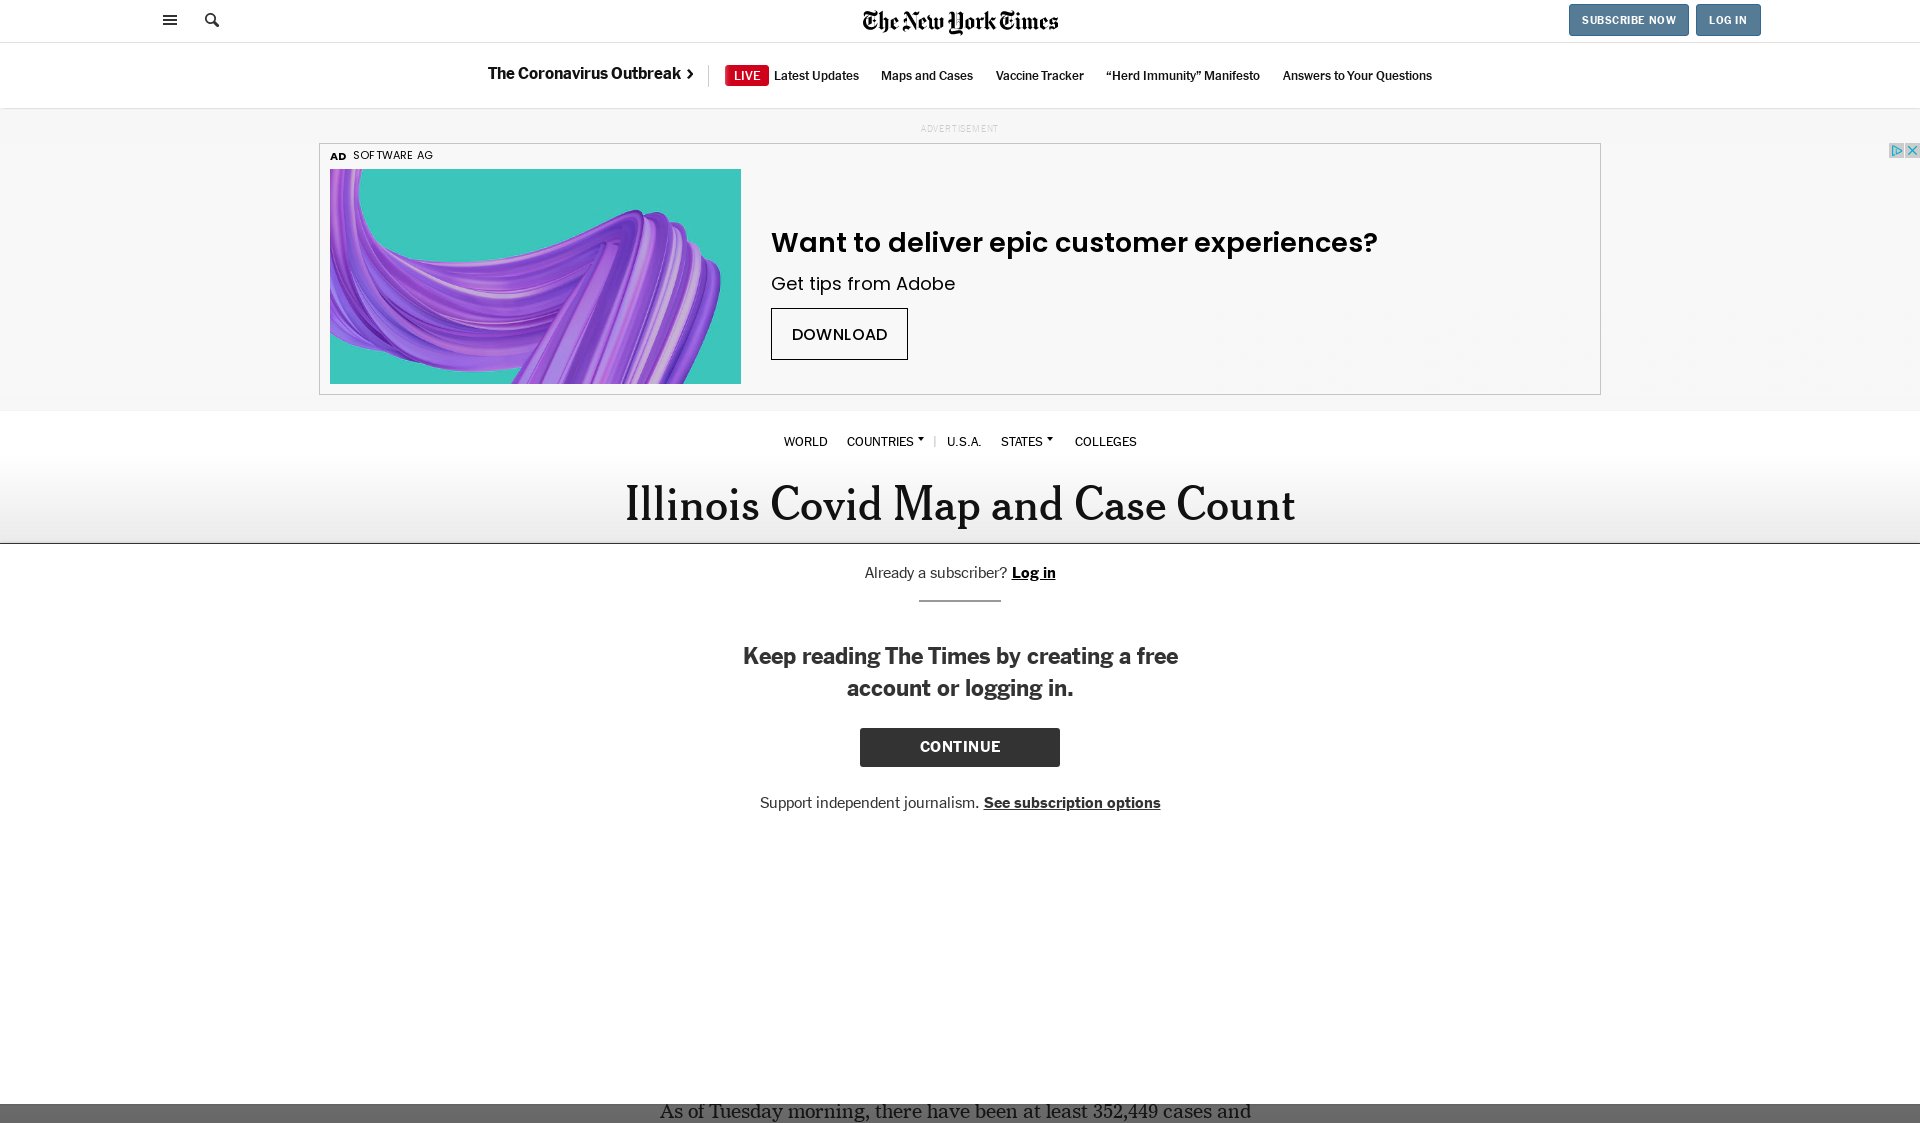 The New York Times
SUBSCRIBE NOW
LOG IN
The Coronavirus Outbreak
LIVE Latest Updates
Maps and Cases
Vaccine Tracker
“Herd Immunity” Manifesto
Answers to Your Questions
ADVERTISEMENT
AD SOFTWARE AG
Want to deliver epic customer experiences?
Get tips from Adobe
DOWNLOAD
WORLD
COUNTRIES
U.S.A.
STATES
COLLEGES
Illinois Covid Map and Case Count
Already a subscriber? Log in
Keep reading The Times by creating a free
account or logging in.
CONTINUE
Support independent journalism. See subscription options
As of Tuesday morning, there have been at least 352,449 cases and